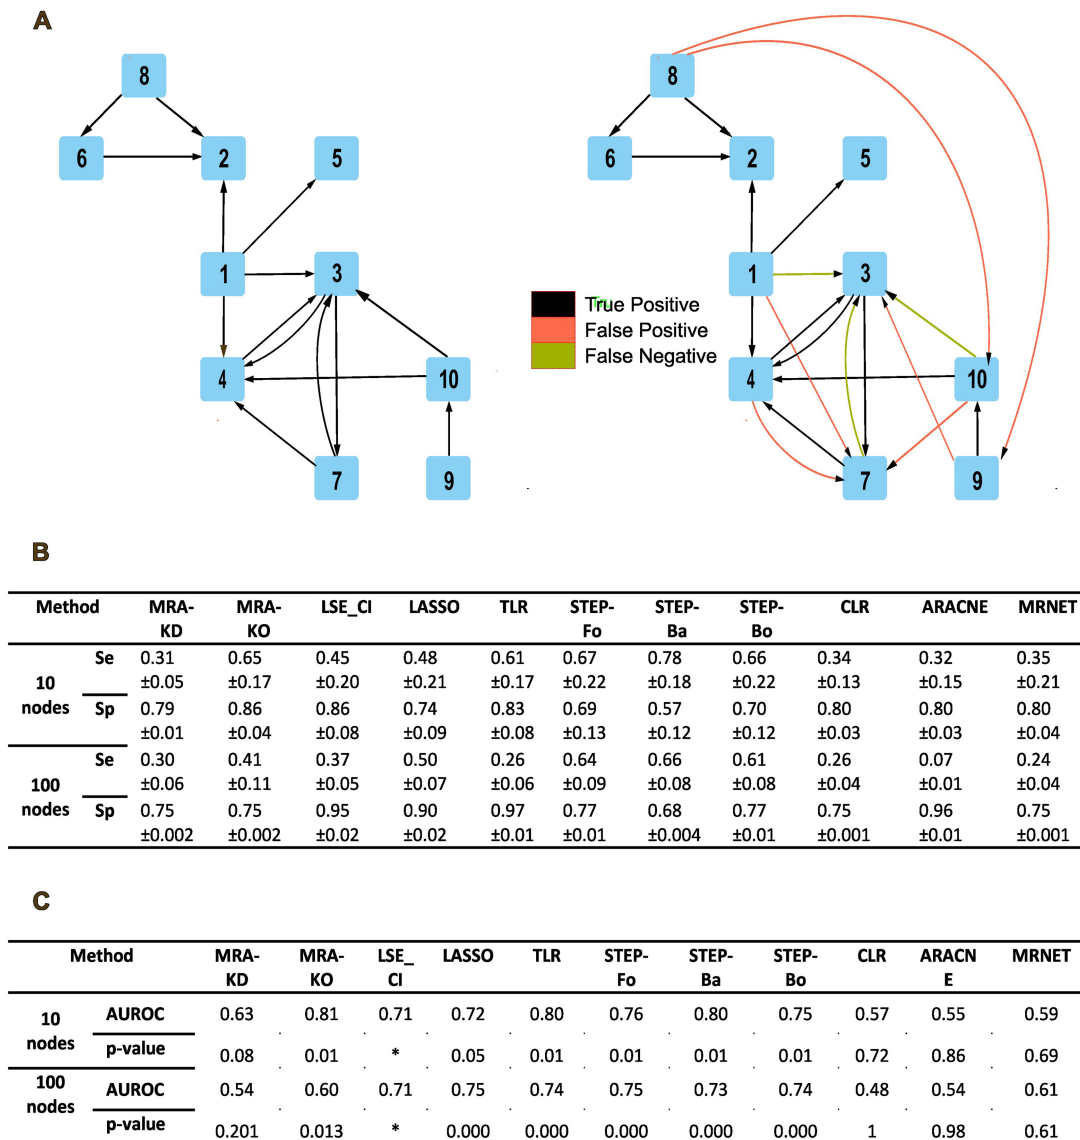 A
8
8
6
2
5
6
2
5
1
3
1
3
True Positive
False Positive
False Negative
4
10
4
10
7
9
7
9
B
Method MRA-KD MRA-KO LSE_CI LASSO TLR STEP-Fo STEP-Ba STEP-Bo CLR ARACNE MRNET
10 nodes
Se 0.31 0.65 0.45 0.48 0.61 0.67 0.78 0.66 0.34 0.32 0.35
±0.05 ±0.17 ±0.20 ±0.21 ±0.17 ±0.22 ±0.18 ±0.22 ±0.13 ±0.15 ±0.21
Sp 0.79 0.86 0.86 0.74 0.83 0.69 0.57 0.70 0.80 0.80 0.80
±0.01 ±0.04 ±0.08 ±0.09 ±0.08 ±0.13 ±0.12 ±0.12 ±0.03 ±0.03 ±0.04
100 nodes
Se 0.30 0.41 0.37 0.50 0.26 0.64 0.66 0.61 0.26 0.07 0.24
±0.06 ±0.11 ±0.05 ±0.07 ±0.06 ±0.09 ±0.08 ±0.08 ±0.04 ±0.01 ±0.04
Sp 0.75 0.75 0.95 0.90 0.97 0.77 0.68 0.77 0.75 0.96 0.75
±0.002 ±0.002 ±0.02 ±0.02 ±0.01 ±0.01 ±0.004 ±0.01 ±0.001 ±0.01 ±0.001
C
Method MRA-KD MRA-KO LSE_CI LASSO TLR STEP-Fo STEP-Ba STEP-Bo CLR ARACNE MRNET
10 nodes
AUROC 0.63 0.81 0.71 0.72 0.80 0.76 0.80 0.75 0.57 0.55 0.59
p-value 0.08 0.01 * 0.05 0.01 0.01 0.01 0.01 0.72 0.86 0.69
100 nodes
AUROC 0.54 0.60 0.71 0.75 0.74 0.75 0.73 0.74 0.48 0.54 0.61
p-value 0.201 0.013 * 0.000 0.000 0.000 0.000 0.000 1 0.98 0.61